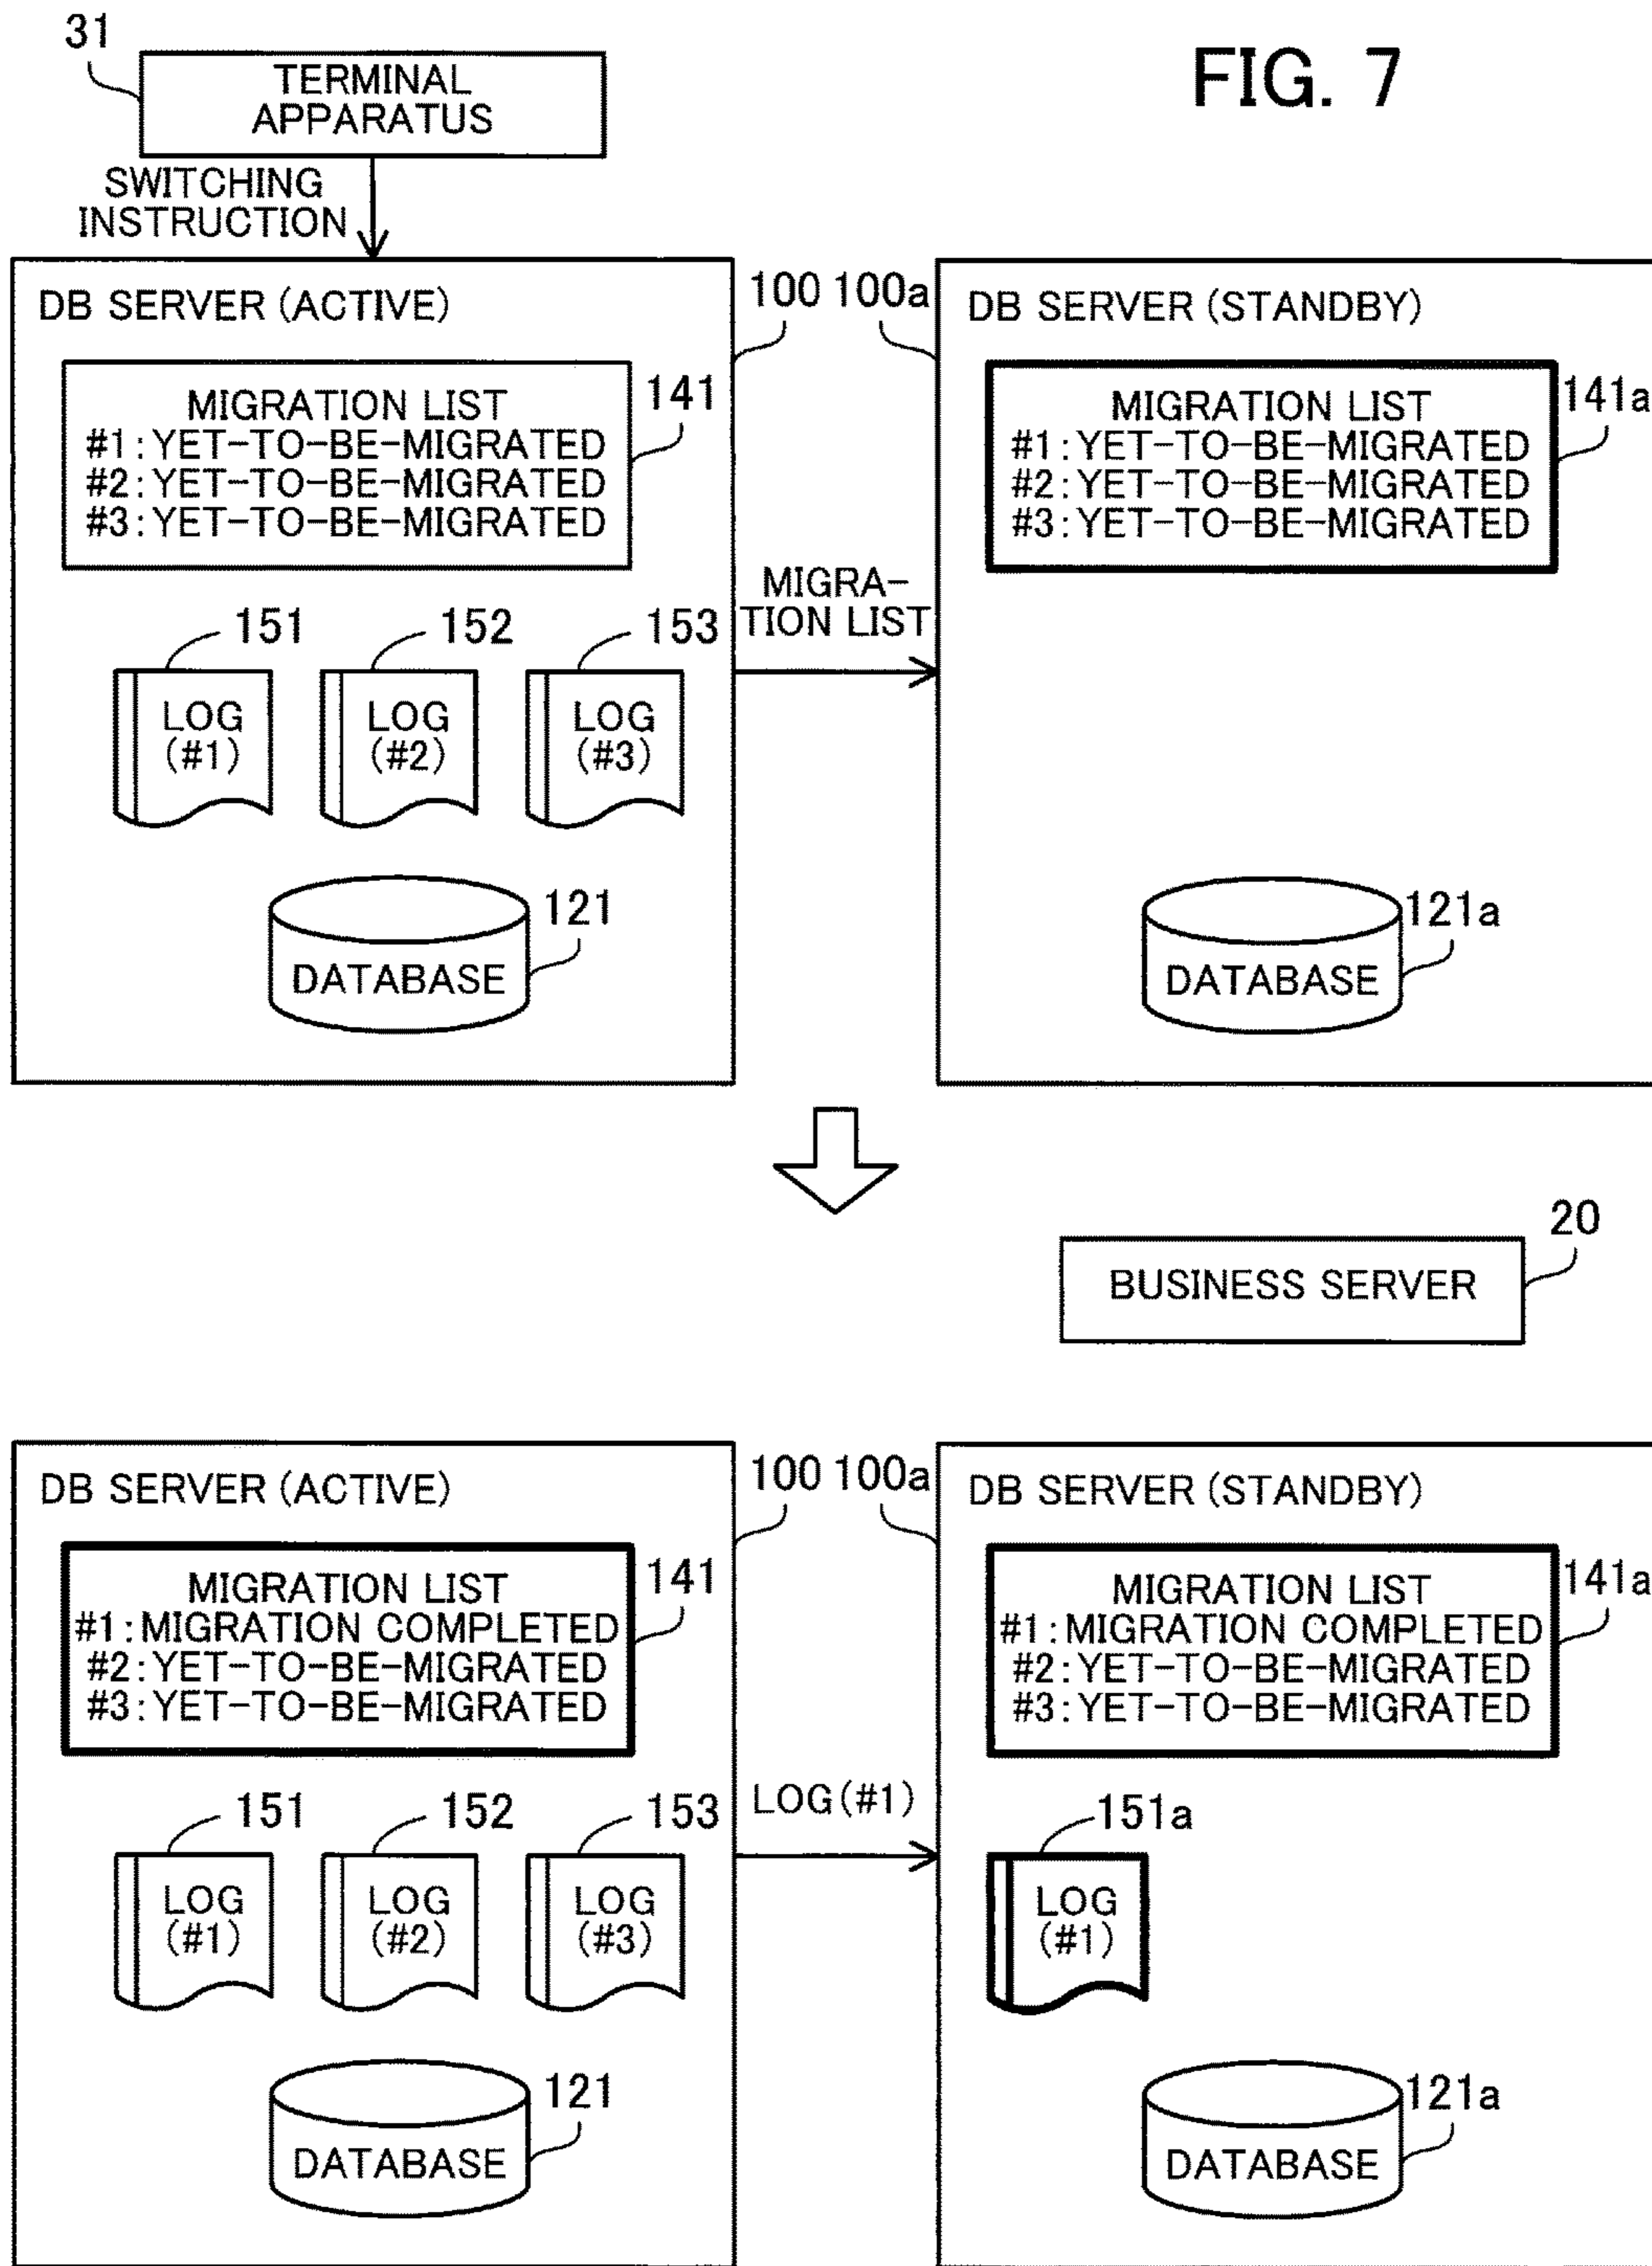 FIG. 7
31
TERMINAL
APPARATUS
SWITCHING
INSTRUCTION
100
100a
DB SERVER (ACTIVE)
MIGRATION LIST
#1:YET-TO-BE-MIGRATED
#2:YET-TO-BE-MIGRATED
#3:YET-TO-BE-MIGRATED
141
151
152
153
LOG
(#1)
LOG
(#2)
LOG
(#3)
121
DATABASE
MIGRA-
TION LIST
DB SERVER (STANDBY)
MIGRATION LIST
#1:YET-TO-BE-MIGRATED
#2:YET-TO-BE-MIGRATED
#3:YET-TO-BE-MIGRATED
141a
121a
DATABASE
20
BUSINESS SERVER
100
100a
DB SERVER (ACTIVE)
MIGRATION LIST
#1:MIGRATION COMPLETED
#2:YET-TO-BE-MIGRATED
#3:YET-TO-BE-MIGRATED
141
151
152
153
LOG
(#1)
LOG
(#2)
LOG
(#3)
121
DATABASE
LOG(#1)
DB SERVER (STANDBY)
MIGRATION LIST
#1:MIGRATION COMPLETED
#2:YET-TO-BE-MIGRATED
#3:YET-TO-BE-MIGRATED
141a
151a
LOG
(#1)
121a
DATABASE